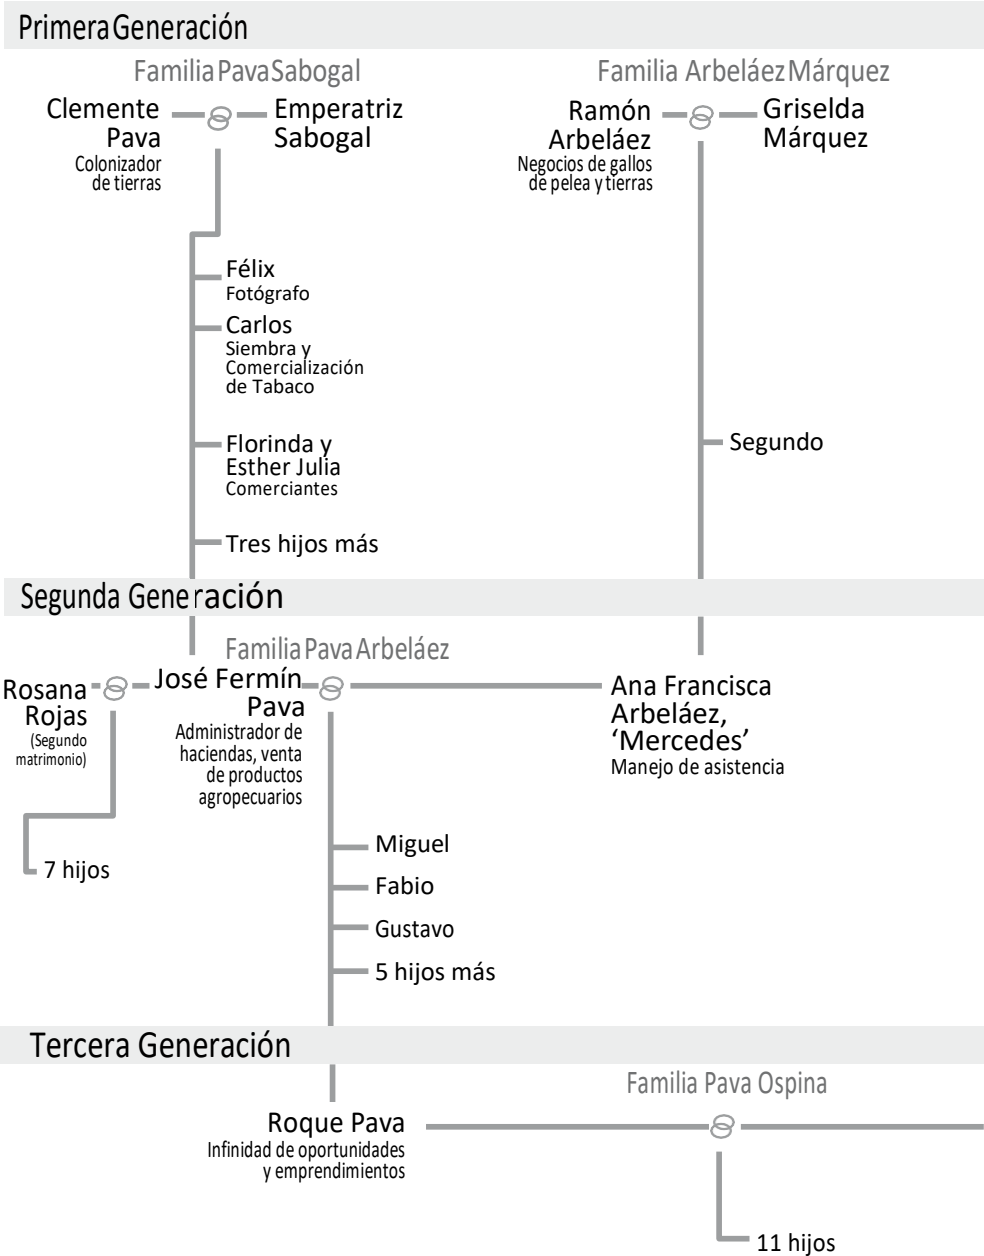 Primera Generación
Familia Pava Sabogal
Familia Arbeláez Márquez
Clemente
Pava
Colonizador
de tierras
Emperatriz
Sabogal
Ramón
Arbeláez
Negocios de gallos
de pelea y tierras
Griselda
Márquez
Félix
Fotógrafo
Carlos
Siembra y
Comercialización
de Tabaco
Florinda y
Esther Julia
Comerciantes
Segundo
Tres hijos más
Segunda Generación
Familia Pava Arbeláez
Rosana
Rojas
(Segundo
matrimonio)
José Fermín
Pava
Administrador de
haciendas, venta
de productos
agropecuarios
Ana Francisca
Arbeláez,
‘Mercedes’
Manejo de asistencia
7 hijos
Miguel
Fabio
Gustavo
5 hijos más
Tercera Generación
Familia Pava Ospina
Roque Pava
Infinidad de oportunidades
y emprendimientos
11 hijos